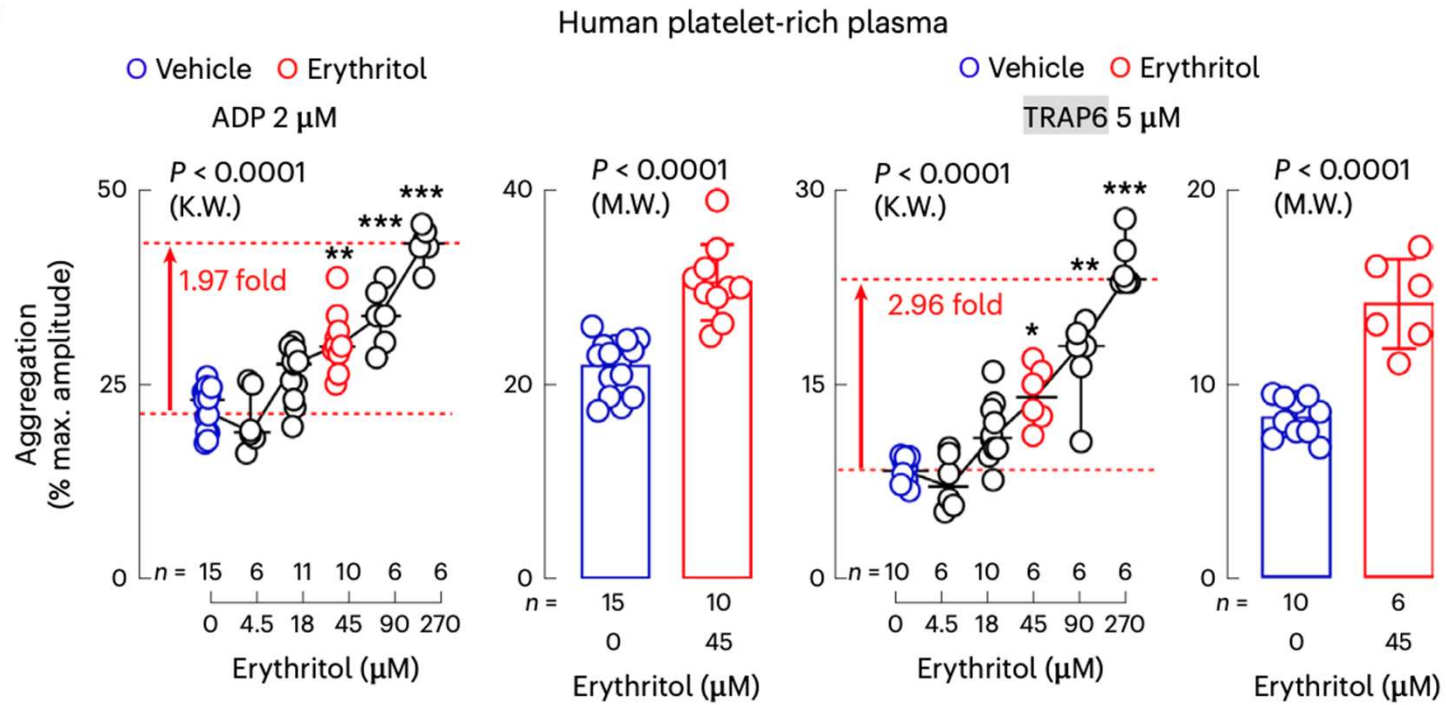 Human platelet-rich plasma
Vehicle Erythritol
ADP 2 μM
Aggregation
(% max. amplitude)
P < 0.0001
(K.W.)
50
25
0
1.97 fold
**
***
***
n = 15 6 11 10 6 6
0 4.5 18 45 90 270
Erythritol (μM)
P < 0.0001
(M.W.)
40
20
0
n = 15 10
0 45
Erythritol (μM)
Vehicle Erythritol
TRAP6 5 μM
P < 0.0001
(K.W.)
30
15
0
2.96 fold
*
**
***
n = 10 6 10 6 6 6
0 4.5 18 45 90 270
Erythritol (μM)
P < 0.0001
(M.W.)
20
10
0
n = 10 6
0 45
Erythritol (μM)